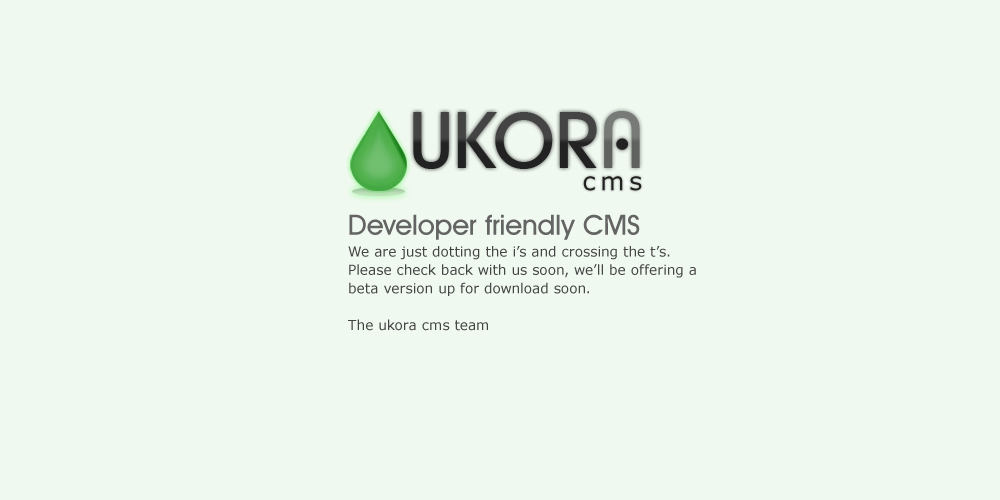 UKORA
cms
Developer friendly CMS
We are just dotting the i’s and crossing the t’s.
Please check back with us soon, we’ll be offering a
beta version up for download soon.
The ukora cms team